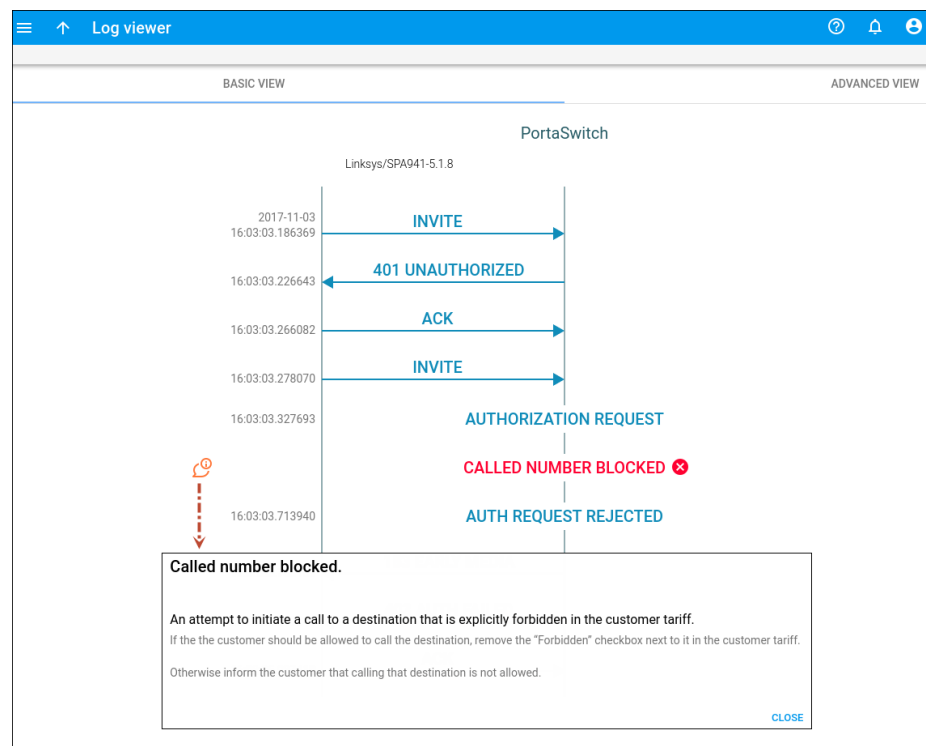 Log viewer
BASIC VIEW
ADVANCED VIEW
PortaSwitch
Linksys/SPA941-5.1.8
2017-11-03
16:03:03.186369
INVITE
401 UNAUTHORIZED
16:03:03.226643
ACK
16:03:03.266082
INVITE
16:03:03.278070
16:03:03.327693
AUTHORIZATION REQUEST
CALLED NUMBER BLOCKED
16:03:03.713940
AUTH REQUEST REJECTED
Called number blocked.
An attempt to initiate a call to a destination that is explicitly forbidden in the customer tariff.
If the the customer should be allowed to call the destination, remove the “Forbidden” checkbox next to it in the customer tariff.
Otherwise inform the customer that calling that destination is not allowed.
CLOSE